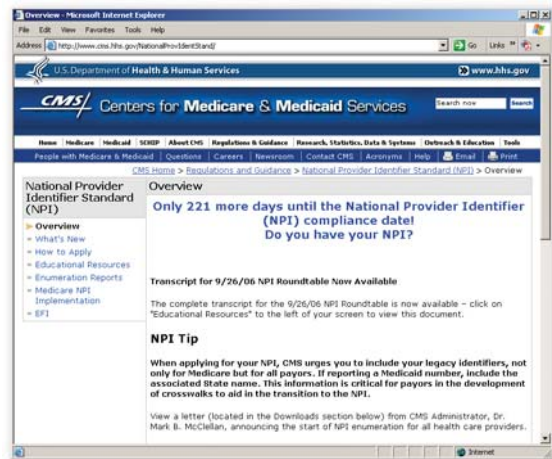 Overview - Microsoft Internet Explorer
File Edit View Favorites Tools Help
Address http://www.cms.hhs.gov/NationalProvIdentStand/ Go Links
U.S. Department of Health & Human Services www.hhs.gov
CMS Centers for Medicare & Medicaid Services Search now Search
Home Medicare Medicaid SCHIP About CMS Regulations & Guidance Research, Statistics, Data & Systems Outreach & Education Tools
People with Medicare & Medicaid Questions Careers Newsroom Contact CMS Acronyms Help Email Print
CMS Home > Regulations and Guidance > National Provider Identifier Standard (NPI) > Overview
National Provider
Identifier Standard
(NPI)
Overview
What's New
How to Apply
Educational Resources
Enumeration Reports
Medicare NPI
Implementation
EFI
Overview
Only 221 more days until the National Provider Identifier
(NPI) compliance date!
Do you have your NPI?
Transcript for 9/26/06 NPI Roundtable Now Available
The complete transcript for the 9/26/06 NPI Roundtable is now available – click on
"Educational Resources" to the left of your screen to view this document.
NPI Tip
When applying for your NPI, CMS urges you to include your legacy identifiers, not
only for Medicare but for all payors. If reporting a Medicaid number, include the
associated State name. This information is critical for payors in the development
of crosswalks to aid in the transition to the NPI.
View a letter (located in the Downloads section below) from CMS Administrator, Dr.
Mark B. McClellan, announcing the start of NPI enumeration for all health care providers.
Internet